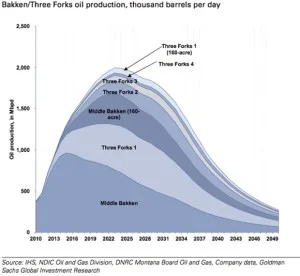 Bakken/Three Forks oil production, thousand barrels per day
2,500
2,000
1,500
1,000
500
0
Oil production, in Mbpd
Three Forks 1
(160-acre)
Three Forks 4
Three Forks 3
Three Forks 2
Middle Bakken (160-
acre)
Three Forks 1
Middle Bakken
2010 2013 2016 2019 2022 2025 2028 2031 2034 2037 2040 2043 2046 2049
Source: IHS, NDIC Oil and Gas Division, DNRC Montana Board Oil and Gas, Company data, Goldman
Sachs Global Investment Research